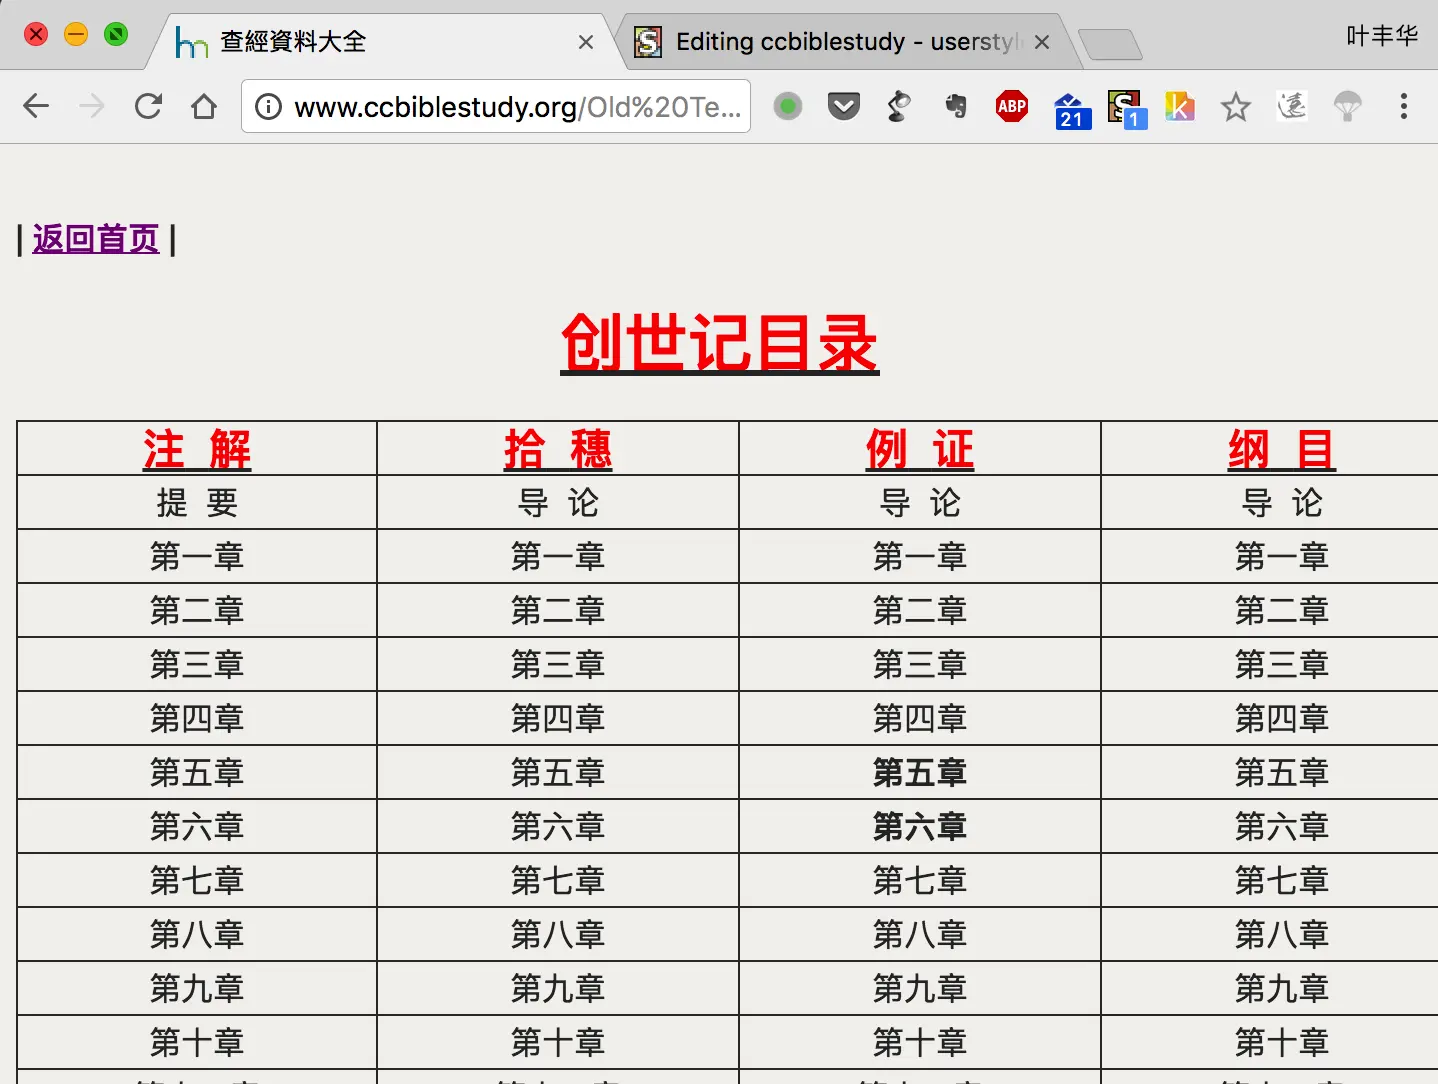 查經資料大全
Editing ccbiblestudy - userstyl
叶丰华
www.ccbiblestudy.org/Old%20Te...
ABP
21
1
| 返回首页 |
创世记目录
注 解 拾 穗 例 证 纲 目
提 要 导 论 导 论 导 论
第一章 第一章 第一章 第一章
第二章 第二章 第二章 第二章
第三章 第三章 第三章 第三章
第四章 第四章 第四章 第四章
第五章 第五章 第五章 第五章
第六章 第六章 第六章 第六章
第七章 第七章 第七章 第七章
第八章 第八章 第八章 第八章
第九章 第九章 第九章 第九章
第十章 第十章 第十章 第十章